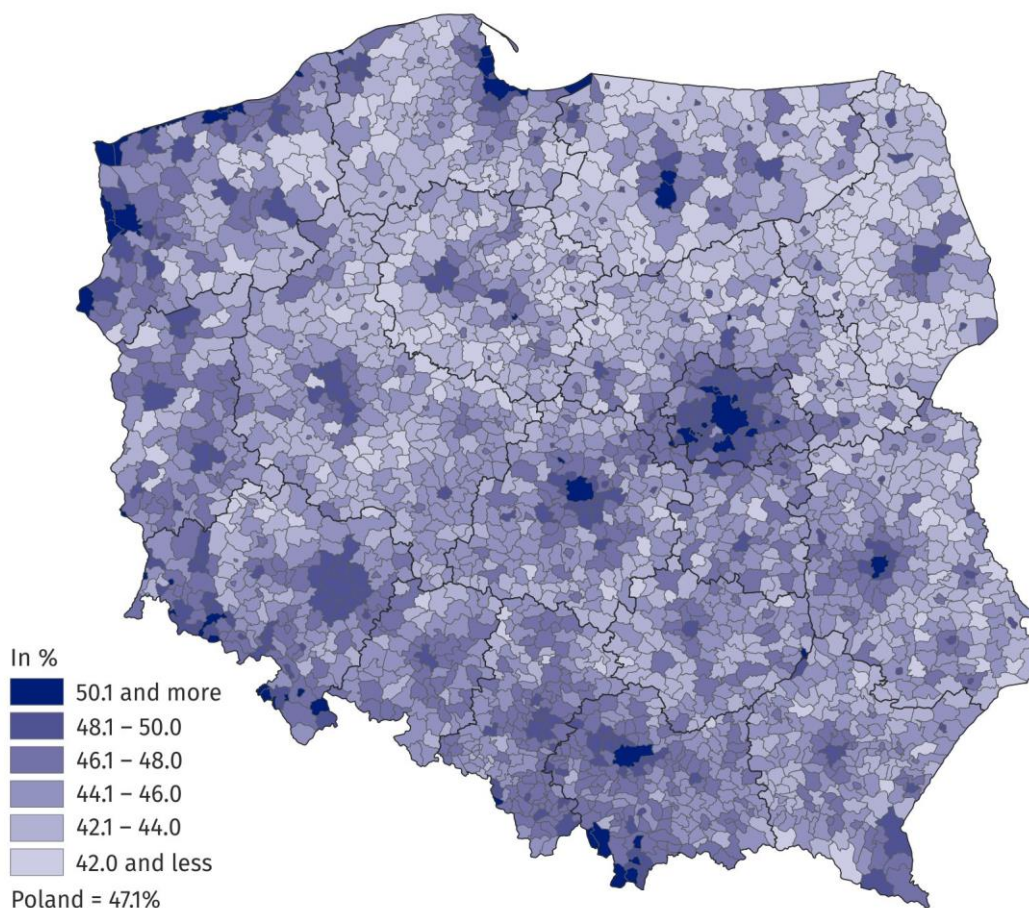 In %
50.1 and more
48.1 – 50.0
46.1 – 48.0
44.1 – 46.0
42.1 – 44.0
42.0 and less
Poland = 47.1%